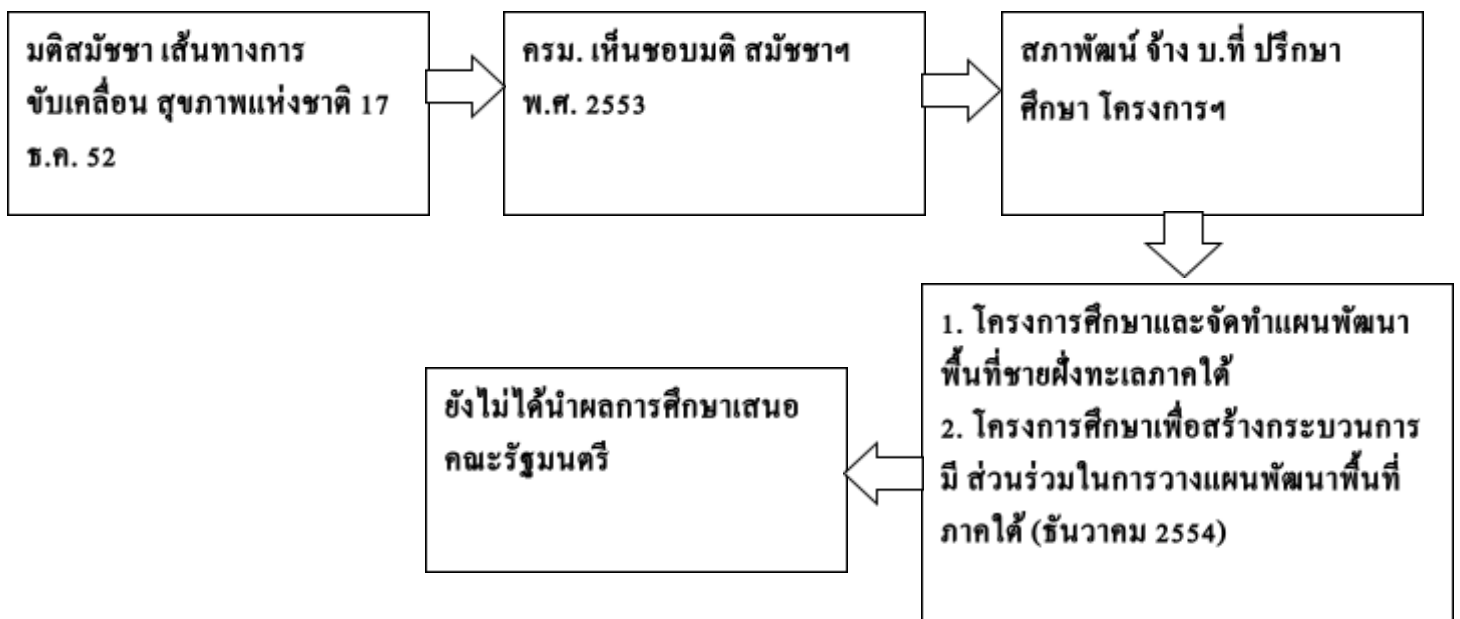 มติสมัชชา เส้นทางการ
ขับเคลื่อน สุขภาพแห่งชาติ 17
ธ.ค. 52
ครม. เห็นชอบมติ สมัชชาฯ
พ.ศ. 2553
สภาพัฒน์ จ้าง บ.ที่ ปรึกษา
ศึกษา โครงการฯ
1. โครงการศึกษาและจัดทำแผนพัฒนา
พื้นที่ชายฝั่งทะเลภาคใต้
2. โครงการศึกษาเพื่อสร้างกระบวนการ
มี ส่วนร่วมในการวางแผนพัฒนาพื้นที่
ภาคใต้ (ธันวาคม 2554)
ยังไม่ได้นำผลการศึกษาเสนอ
คณะรัฐมนตรี